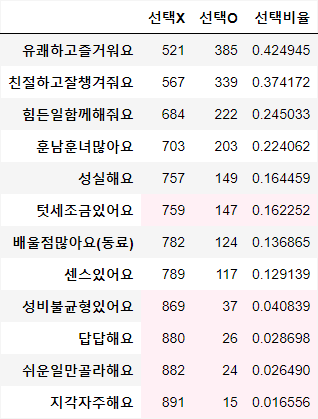 선택X 선택O 선택비율
유쾌하고즐거워요 521 385 0.424945
친절하고잘챙겨줘요 567 339 0.374172
힘든일함께해줘요 684 222 0.245033
훈남훈녀많아요 703 203 0.224062
성실해요 757 149 0.164459
텃세조금있어요 759 147 0.162252
배울점많아요(동료) 782 124 0.136865
센스있어요 789 117 0.129139
성비불균형있어요 869 37 0.040839
답답해요 880 26 0.028698
쉬운일만골라해요 882 24 0.026490
지각자주해요 891 15 0.016556